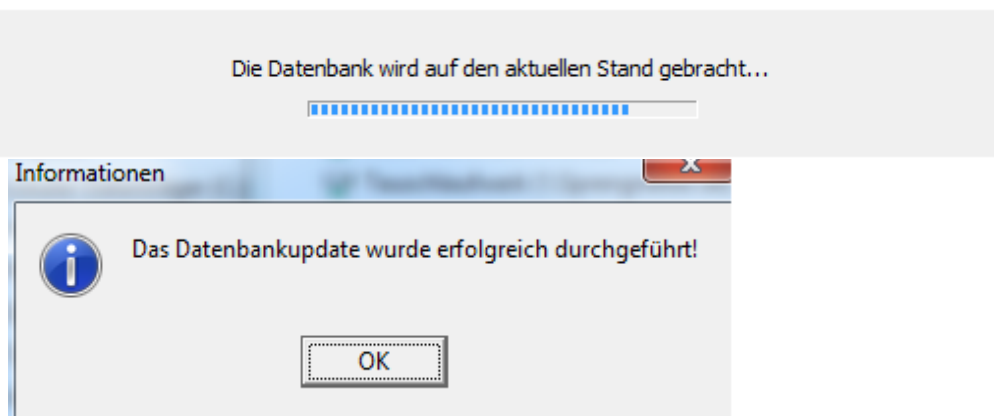 Die Datenbank wird auf den aktuellen Stand gebracht...
Informationen
Das Datenbankupdate wurde erfolgreich durchgeführt!
OK